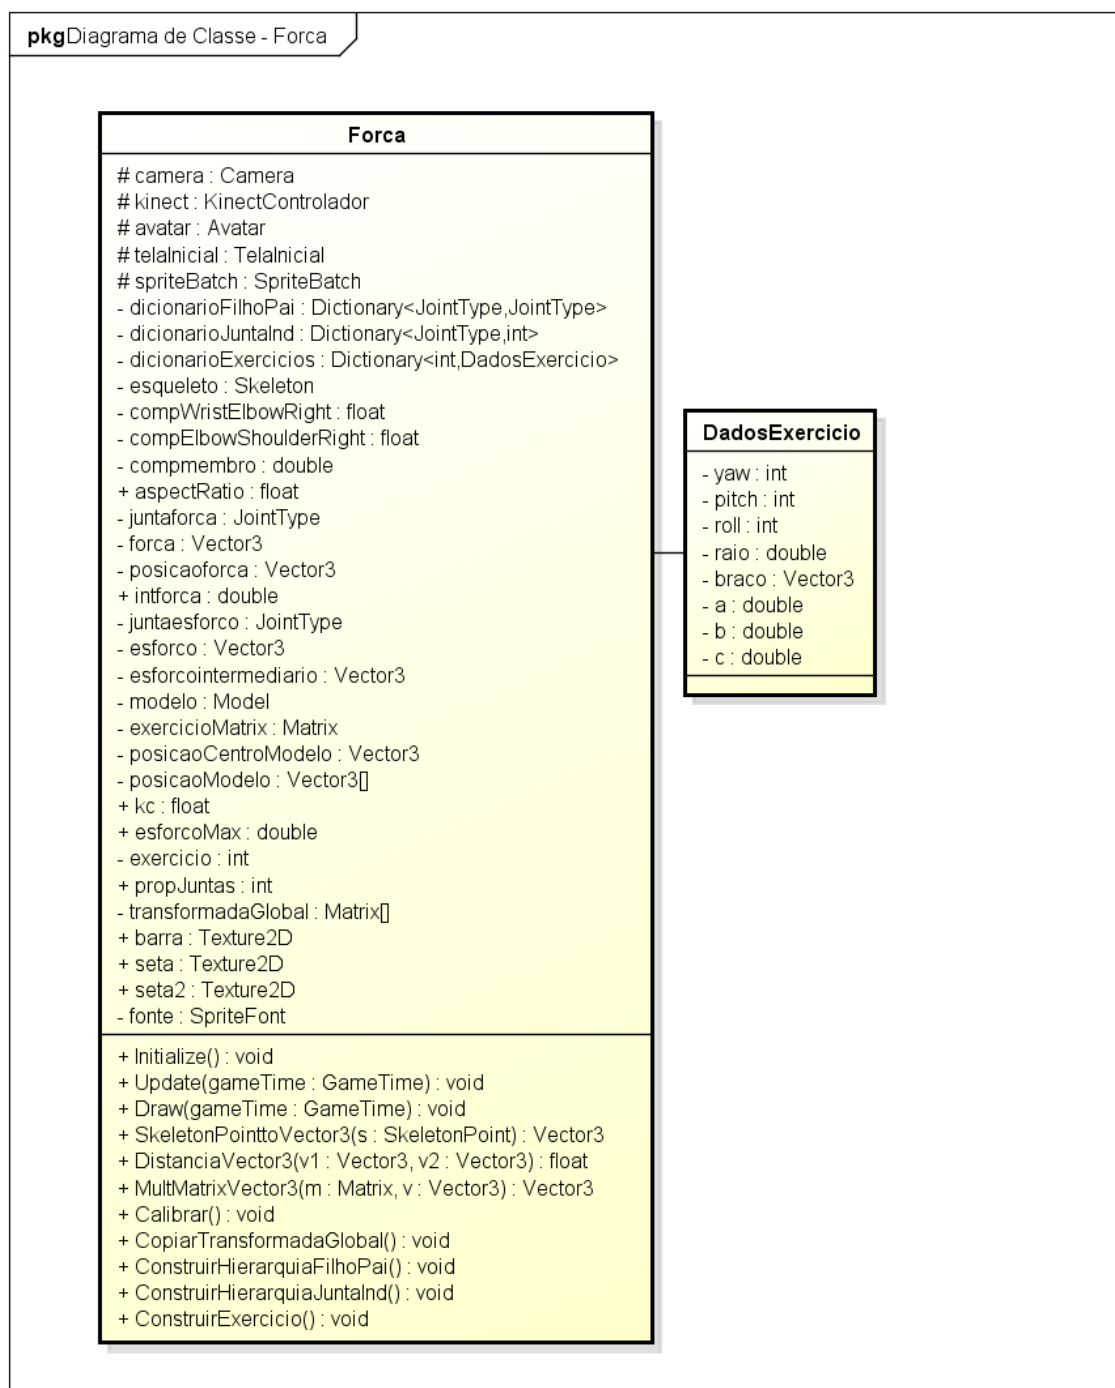 pkgDiagrama de Classe - Forca
Forca
# camera : Camera
# kinect : KinectControlador
# avatar : Avatar
# telaInicial : TelaInicial
# spriteBatch : SpriteBatch
- dicionarioFilhoPai : Dictionary<JointType,JointType>
- dicionarioJuntaInd : Dictionary<JointType,int>
- dicionarioExercicios : Dictionary<int,DadosExercicio>
- esqueleto : Skeleton
- compWristElbowRight : float
- compElbowShoulderRight : float
- compmembro : double
+ aspectRatio : float
- juntaforca : JointType
- forca : Vector3
- posicaoforca : Vector3
+ intforca : double
- juntaesforco : JointType
- esforco : Vector3
- esforcointermediario : Vector3
- modelo : Model
- exercicioMatrix : Matrix
- posicaoCentroModelo : Vector3
- posicaoModelo : Vector3[]
+ kc : float
+ esforcoMax : double
- exercicio : int
+ propJuntas : int
- transformadaGlobal : Matrix[]
+ barra : Texture2D
+ seta : Texture2D
+ seta2 : Texture2D
- fonte : SpriteFont
+ Initialize() : void
+ Update(gameTime : GameTime) : void
+ Draw(gameTime : GameTime) : void
+ SkeletonPointtoVector3(s : SkeletonPoint) : Vector3
+ DistanciaVector3(v1 : Vector3, v2 : Vector3) : float
+ MultMatrixVector3(m : Matrix, v : Vector3) : Vector3
+ Calibrar() : void
+ CopiarTransformadaGlobal() : void
+ ConstruirHierarquiaFilhoPai() : void
+ ConstruirHierarquiaJuntaInd() : void
+ ConstruirExercicio() : void
DadosExercicio
- yaw : int
- pitch : int
- roll : int
- raio : double
- braco : Vector3
- a : double
- b : double
- c : double